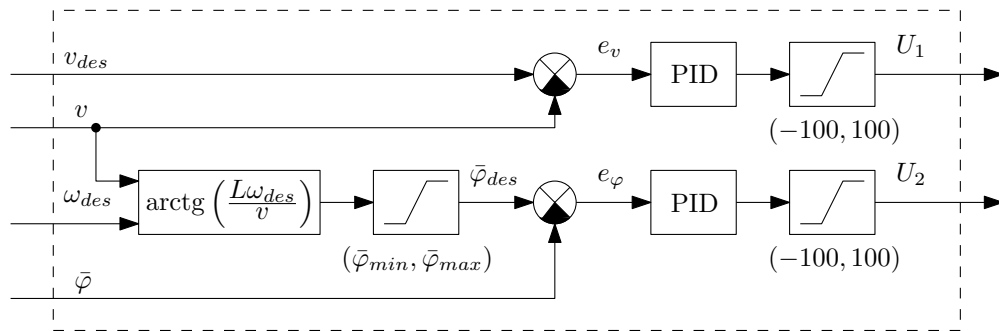 v_des
e_v
PID
U_1
v
(−100, 100)
ω_des
arctg (Lω_des / v)
φ̄_des
e_φ
PID
U_2
(φ̄_min, φ̄_max)
(−100, 100)
φ̄